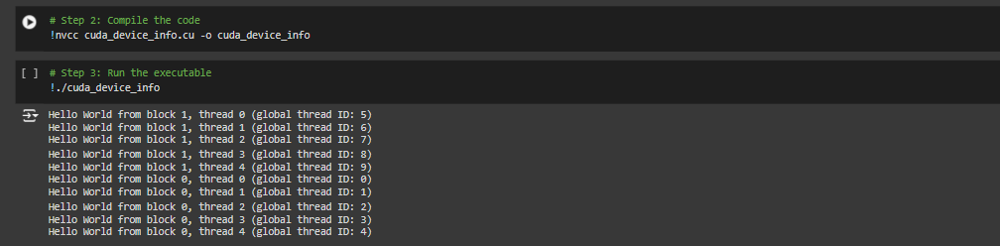 # Step 2: Compile the code
!nvcc cuda_device_info.cu -o cuda_device_info
[ ] # Step 3: Run the executable
!./cuda_device_info
Hello World from block 1, thread 0 (global thread ID: 5)
Hello World from block 1, thread 1 (global thread ID: 6)
Hello World from block 1, thread 2 (global thread ID: 7)
Hello World from block 1, thread 3 (global thread ID: 8)
Hello World from block 1, thread 4 (global thread ID: 9)
Hello World from block 0, thread 0 (global thread ID: 0)
Hello World from block 0, thread 1 (global thread ID: 1)
Hello World from block 0, thread 2 (global thread ID: 2)
Hello World from block 0, thread 3 (global thread ID: 3)
Hello World from block 0, thread 4 (global thread ID: 4)